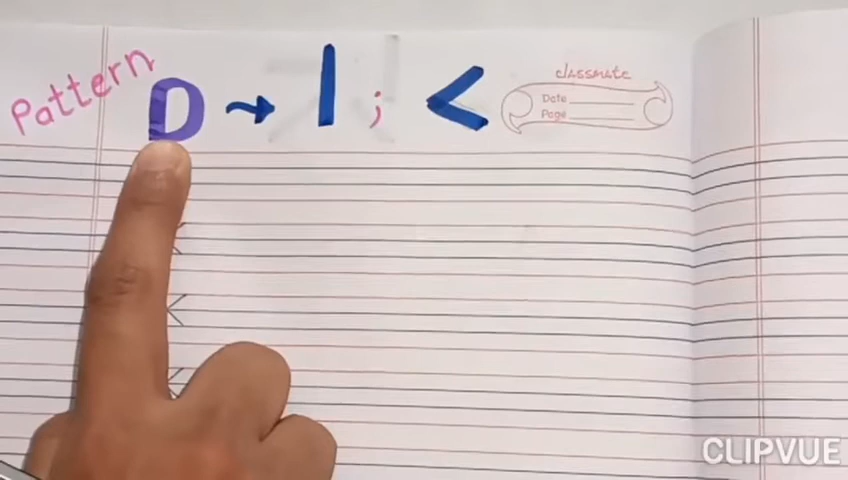 Pattern D → | ; <
classmate
Date
Page
CLIPVUE